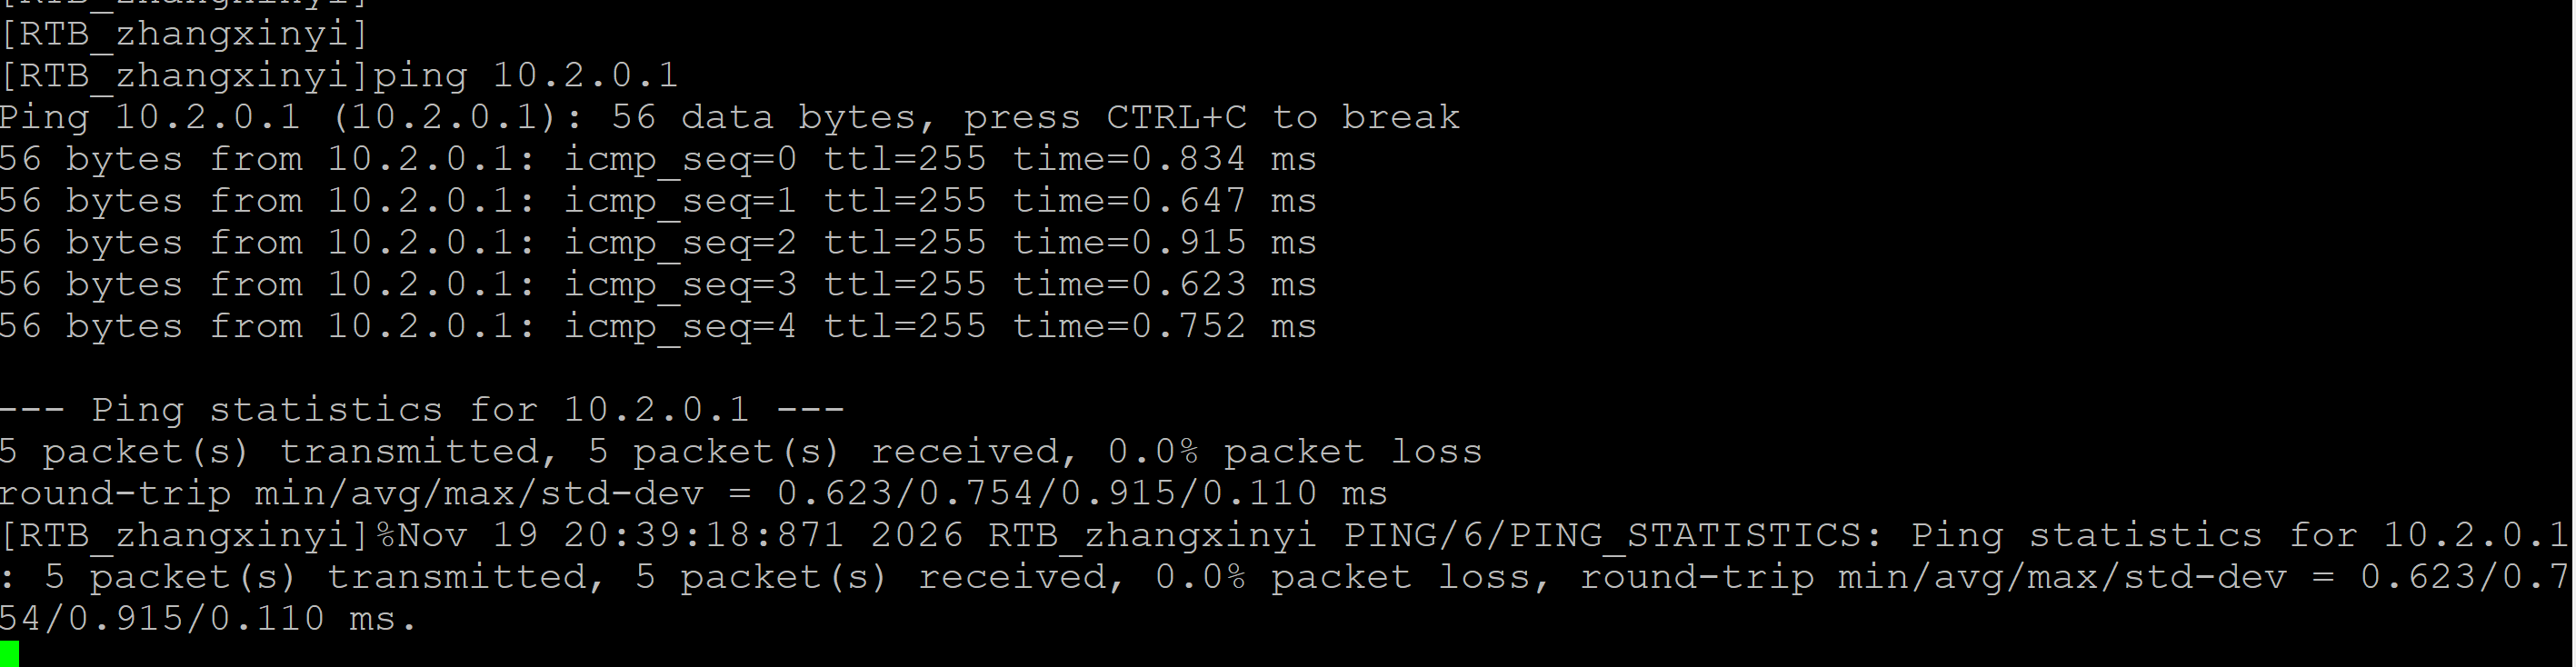 [RTB_zhangxinyi]
[RTB_zhangxinyi]
[RTB_zhangxinyi]ping 10.2.0.1
Ping 10.2.0.1 (10.2.0.1): 56 data bytes, press CTRL+C to break
56 bytes from 10.2.0.1: icmp_seq=0 ttl=255 time=0.834 ms
56 bytes from 10.2.0.1: icmp_seq=1 ttl=255 time=0.647 ms
56 bytes from 10.2.0.1: icmp_seq=2 ttl=255 time=0.915 ms
56 bytes from 10.2.0.1: icmp_seq=3 ttl=255 time=0.623 ms
56 bytes from 10.2.0.1: icmp_seq=4 ttl=255 time=0.752 ms
--- Ping statistics for 10.2.0.1 ---
5 packet(s) transmitted, 5 packet(s) received, 0.0% packet loss
round-trip min/avg/max/std-dev = 0.623/0.754/0.915/0.110 ms
[RTB_zhangxinyi]%Nov 19 20:39:18:871 2026 RTB_zhangxinyi PING/6/PING_STATISTICS: Ping statistics for 10.2.0.1
: 5 packet(s) transmitted, 5 packet(s) received, 0.0% packet loss, round-trip min/avg/max/std-dev = 0.623/0.7
54/0.915/0.110 ms.